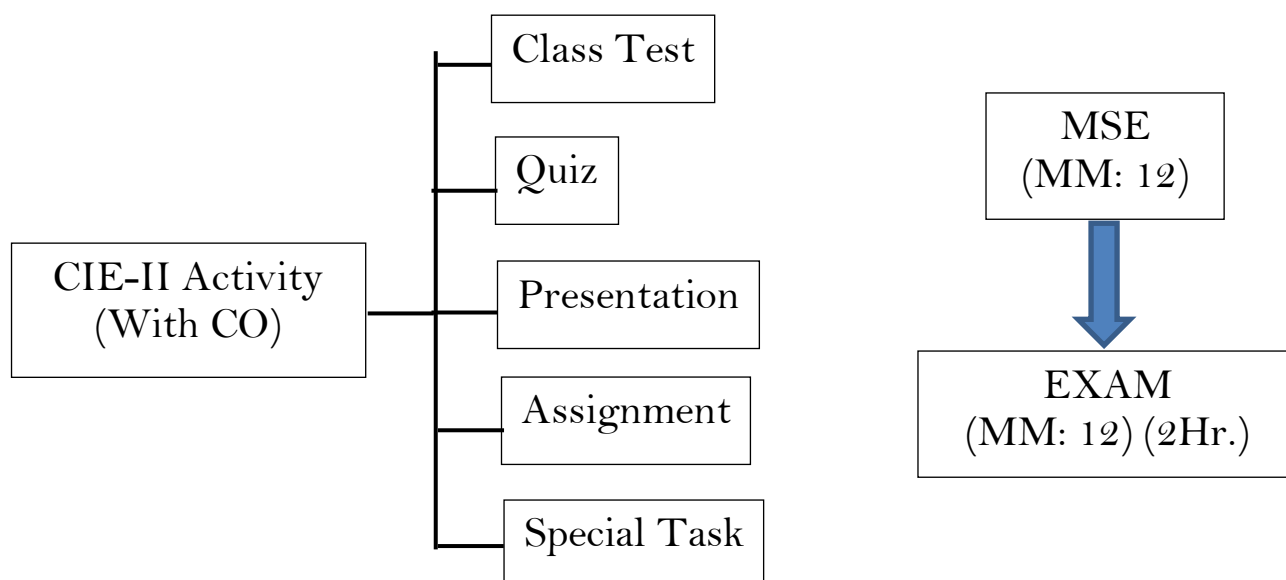 Class Test
Quiz
CIE-II Activity
(With CO)
Presentation
Assignment
Special Task
MSE
(MM: 12)
EXAM
(MM: 12) (2Hr.)